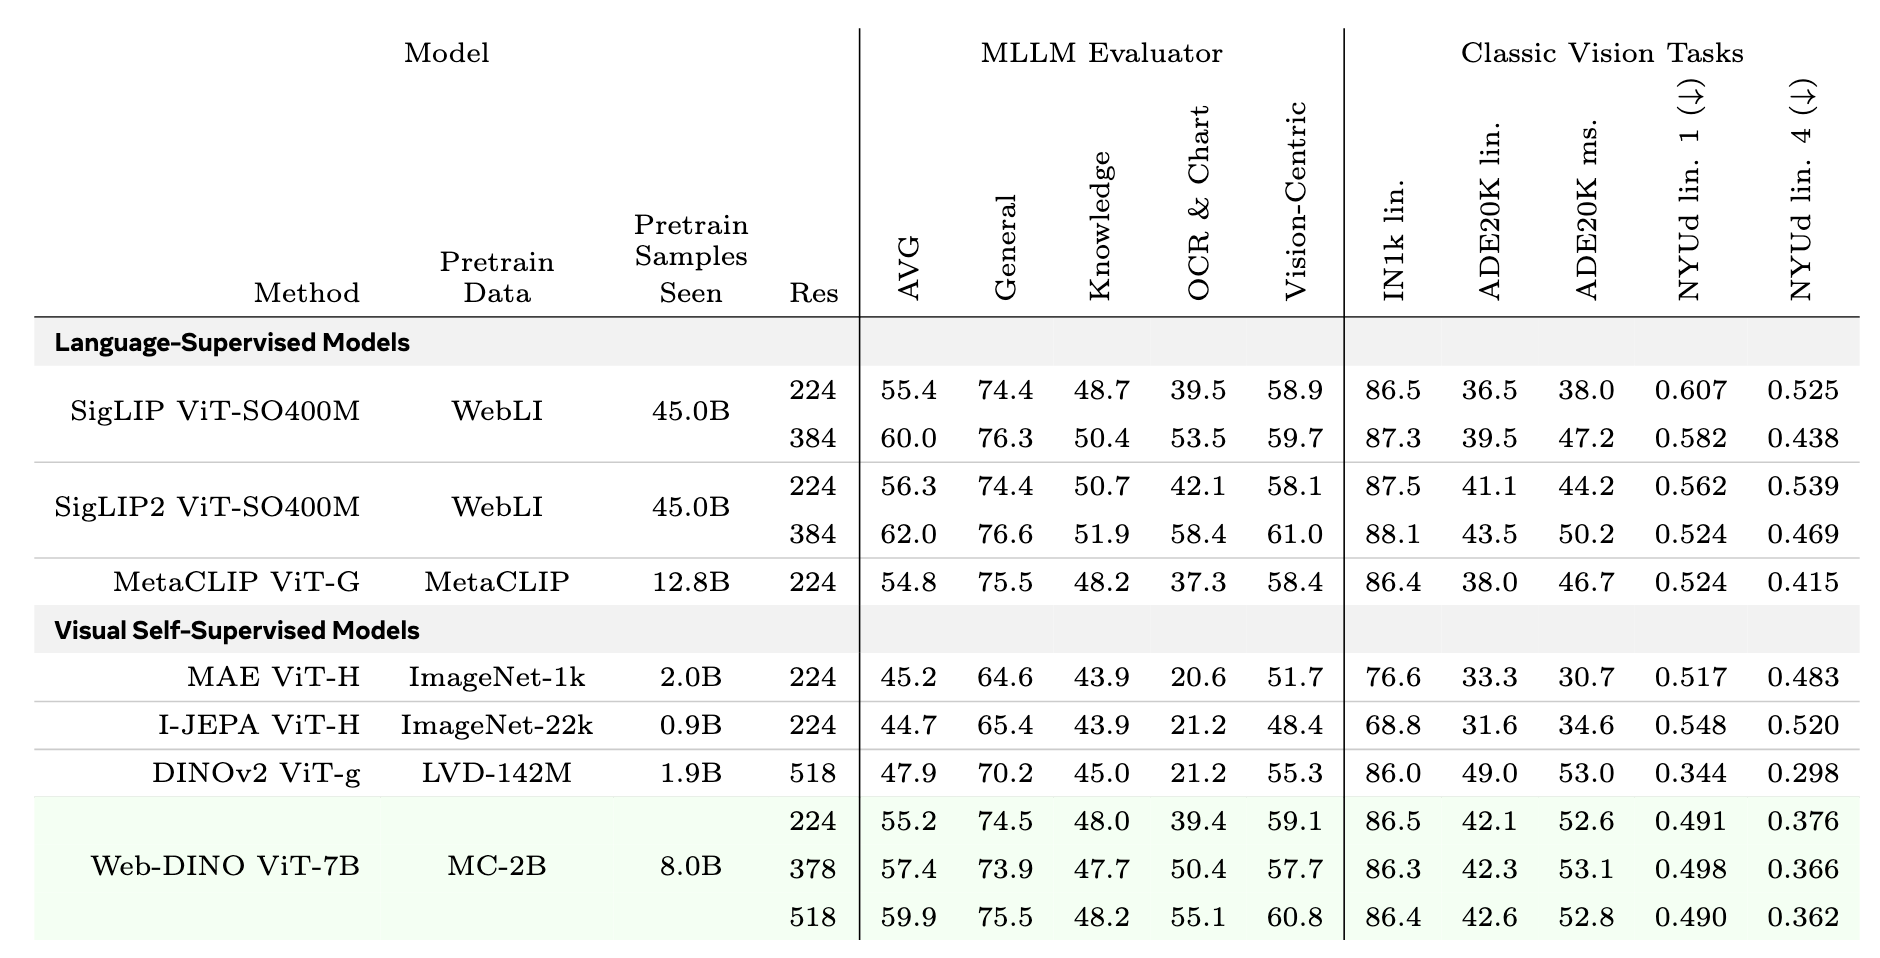 Model MLLM Evaluator Classic Vision Tasks
Method Pretrain Data Pretrain Samples Seen Res AVG General Knowledge OCR & Chart Vision-Centric IN1k lin. ADE20K lin. ADE20K ms. NYUd lin. 1 (↓) NYUd lin. 4 (↓)
Language-Supervised Models
SigLIP ViT-SO400M WebLI 45.0B 224 55.4 74.4 48.7 39.5 58.9 86.5 36.5 38.0 0.607 0.525
384 60.0 76.3 50.4 53.5 59.7 87.3 39.5 47.2 0.582 0.438
SigLIP2 ViT-SO400M WebLI 45.0B 224 56.3 74.4 50.7 42.1 58.1 87.5 41.1 44.2 0.562 0.539
384 62.0 76.6 51.9 58.4 61.0 88.1 43.5 50.2 0.524 0.469
MetaCLIP ViT-G MetaCLIP 12.8B 224 54.8 75.5 48.2 37.3 58.4 86.4 38.0 46.7 0.524 0.415
Visual Self-Supervised Models
MAE ViT-H ImageNet-1k 2.0B 224 45.2 64.6 43.9 20.6 51.7 76.6 33.3 30.7 0.517 0.483
I-JEPA ViT-H ImageNet-22k 0.9B 224 44.7 65.4 43.9 21.2 48.4 68.8 31.6 34.6 0.548 0.520
DINOv2 ViT-g LVD-142M 1.9B 518 47.9 70.2 45.0 21.2 55.3 86.0 49.0 53.0 0.344 0.298
Web-DINO ViT-7B MC-2B 8.0B 224 55.2 74.5 48.0 39.4 59.1 86.5 42.1 52.6 0.491 0.376
378 57.4 73.9 47.7 50.4 57.7 86.3 42.3 53.1 0.498 0.366
518 59.9 75.5 48.2 55.1 60.8 86.4 42.6 52.8 0.490 0.362